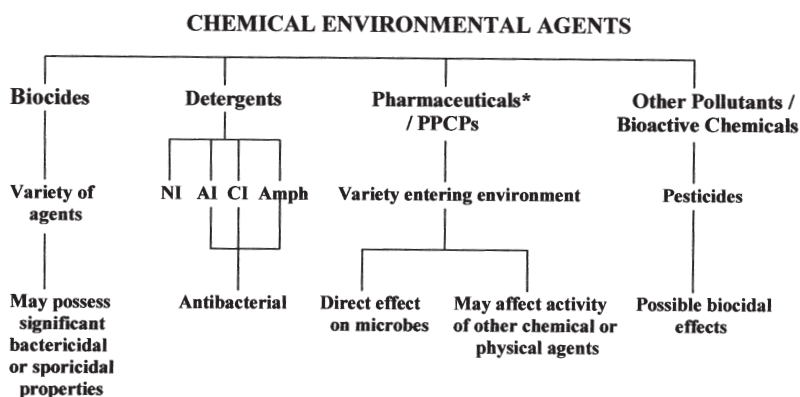 CHEMICAL ENVIRONMENTAL AGENTS
Biocides
Detergents
Pharmaceuticals*
/ PPCPs
Other Pollutants /
Bioactive Chemicals
Variety of
agents
NI AI CI Amph
Variety entering environment
Pesticides
May possess
significant
bactericidal
or sporicidal
properties
Antibacterial
Direct effect
on microbes
May affect activity
of other chemical or
physical agents
Possible biocidal
effects